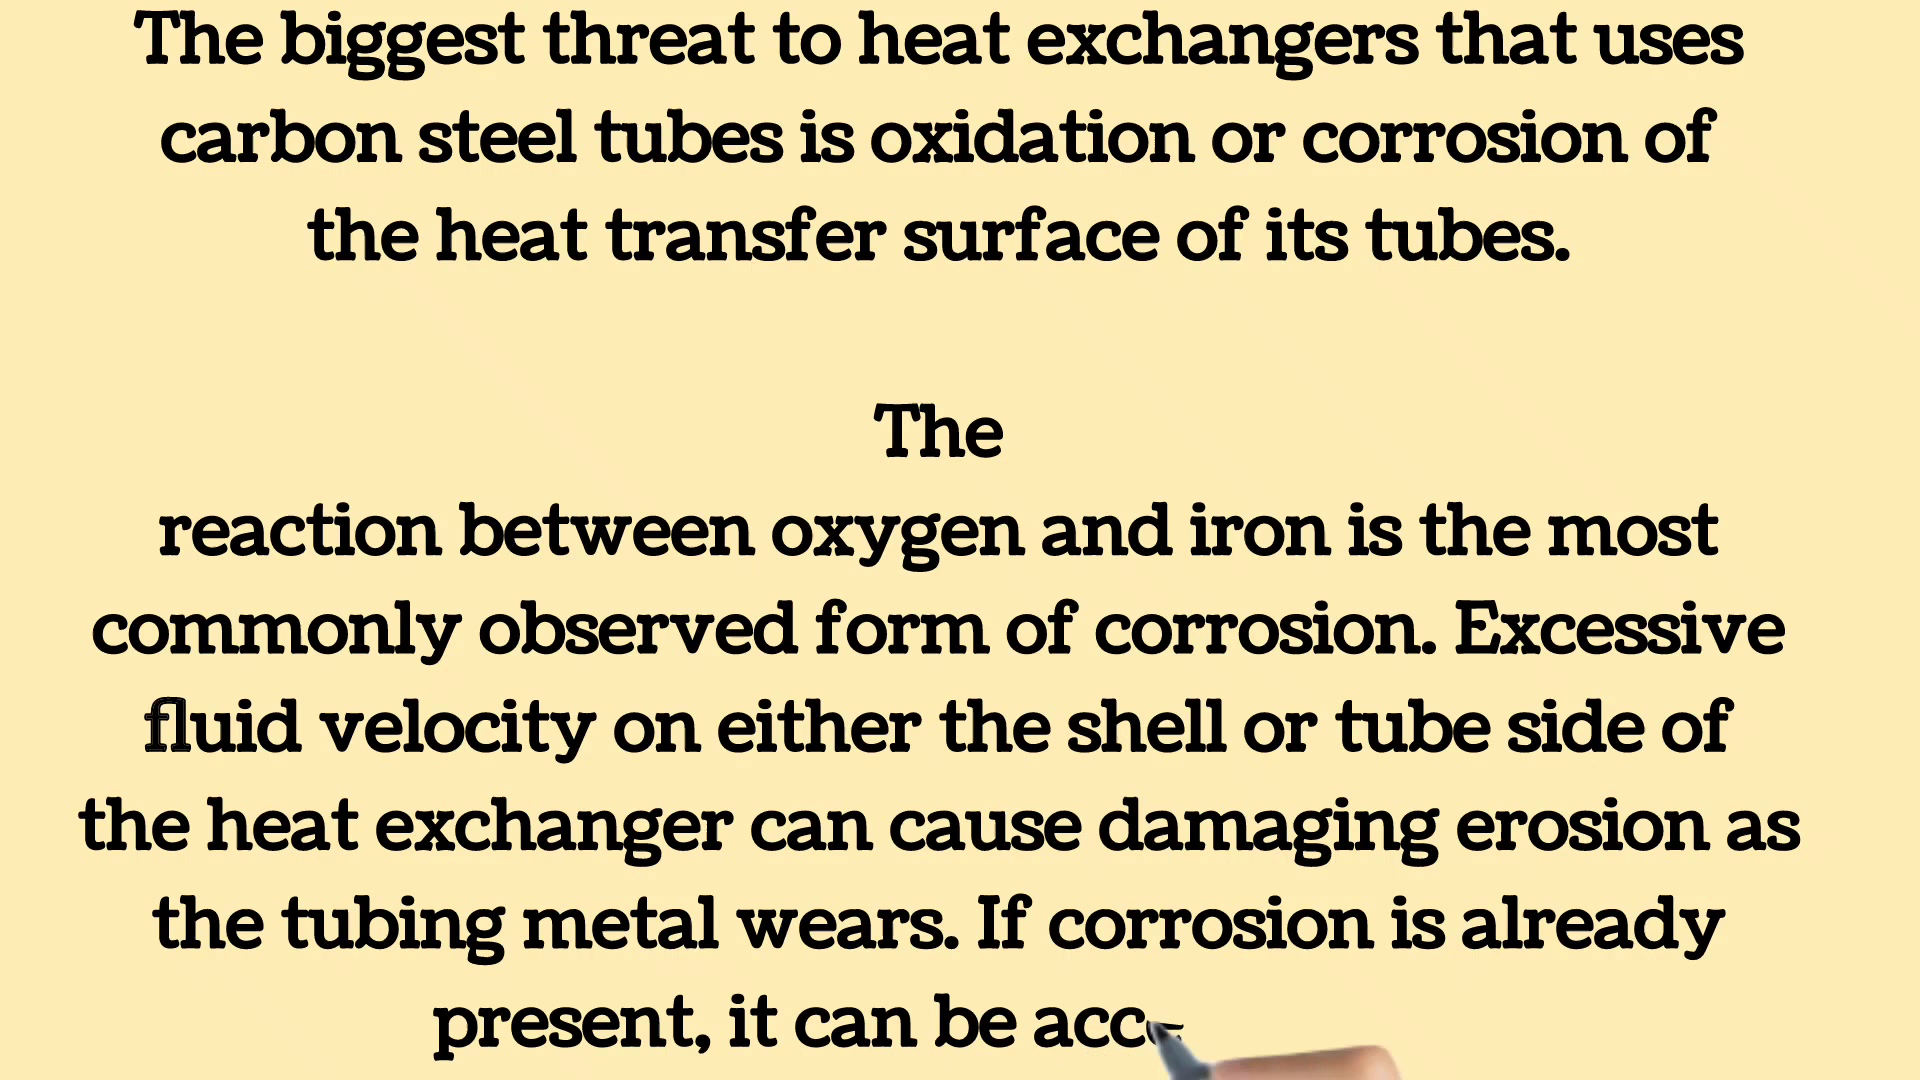 The biggest threat to heat exchangers that uses
carbon steel tubes is oxidation or corrosion of
the heat transfer surface of its tubes.
The
reaction between oxygen and iron is the most
commonly observed form of corrosion. Excessive
fluid velocity on either the shell or tube side of
the heat exchanger can cause damaging erosion as
the tubing metal wears. If corrosion is already
present, it can be